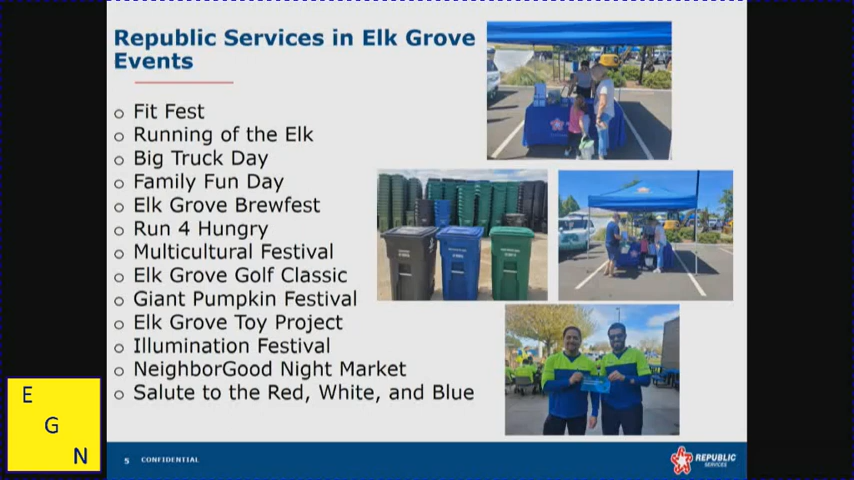 Republic Services in Elk Grove
Events
o Fit Fest
o Running of the Elk
o Big Truck Day
o Family Fun Day
o Elk Grove Brewfest
o Run 4 Hungry
o Multicultural Festival
o Elk Grove Golf Classic
o Giant Pumpkin Festival
o Elk Grove Toy Project
o Illumination Festival
o NeighborGood Night Market
o Salute to the Red, White, and Blue
E
G
N
5 CONFIDENTIAL
REPUBLIC
SERVICES